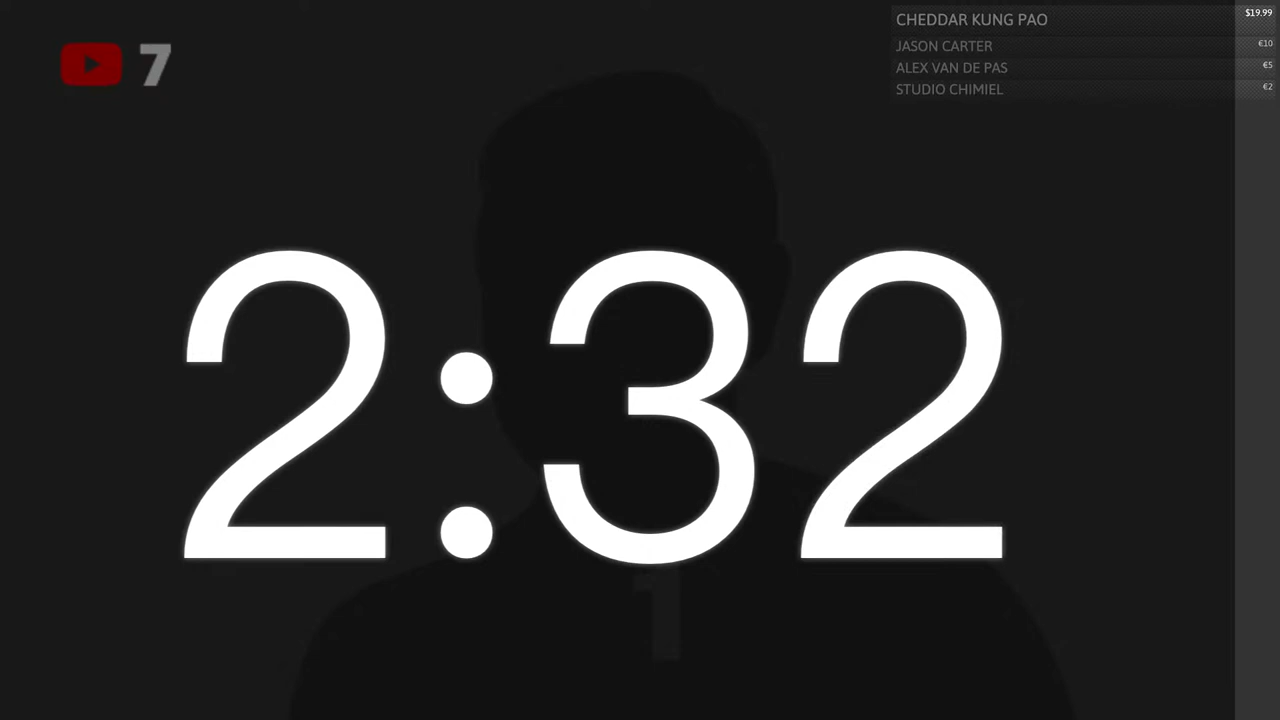 7
CHEDDAR KUNG PAO $19.99
JASON CARTER €10
ALEX VAN DE PAS €5
STUDIO CHIMIEL €2
2:32
1